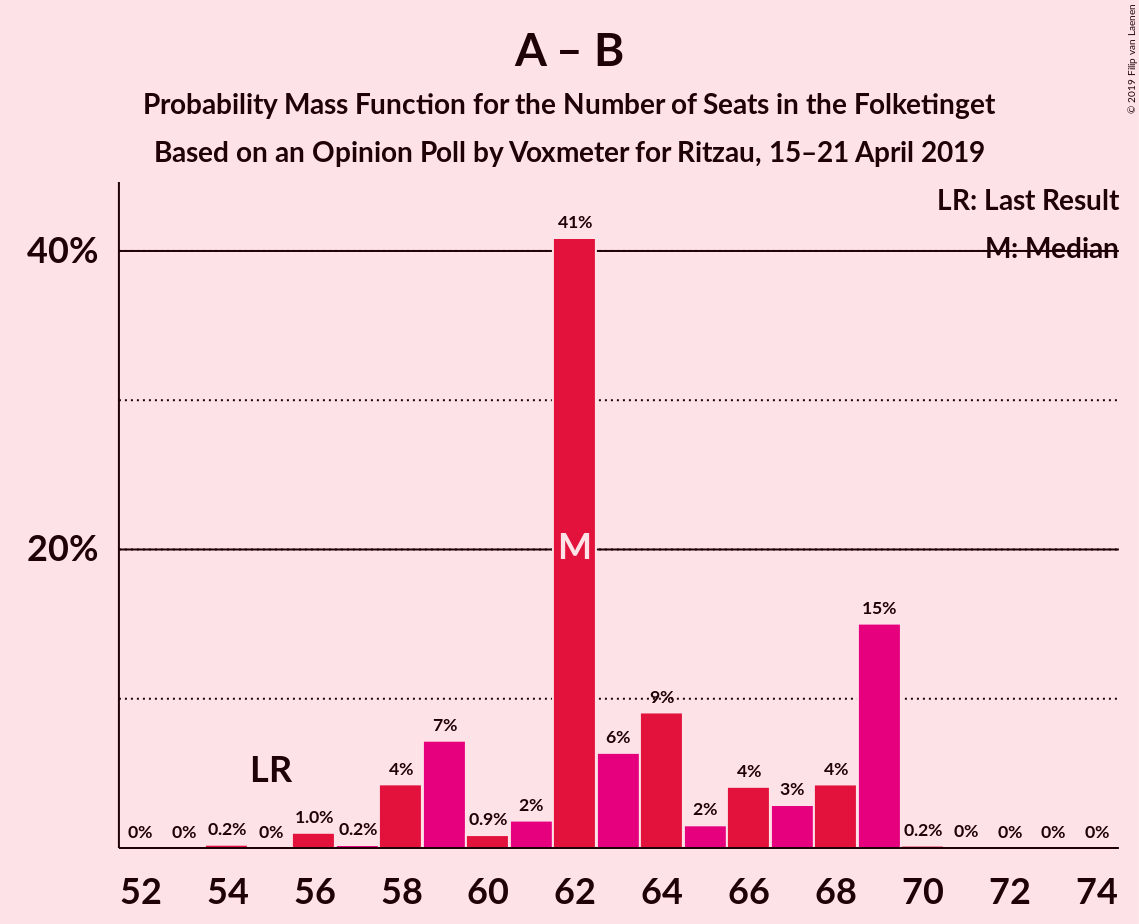 A – B
Probability Mass Function for the Number of Seats in the Folketinget
Based on an Opinion Poll by Voxmeter for Ritzau, 15–21 April 2019
© 2019 Filip van Laenen
LR: Last Result
M: Median
40%
20%
41%
M
LR
0% 0% 0.2% 0% 1.0% 0.2% 4% 7% 0.9% 2% 6% 9% 2% 4% 3% 4% 15% 0.2% 0% 0% 0% 0%
52 54 56 58 60 62 64 66 68 70 72 74